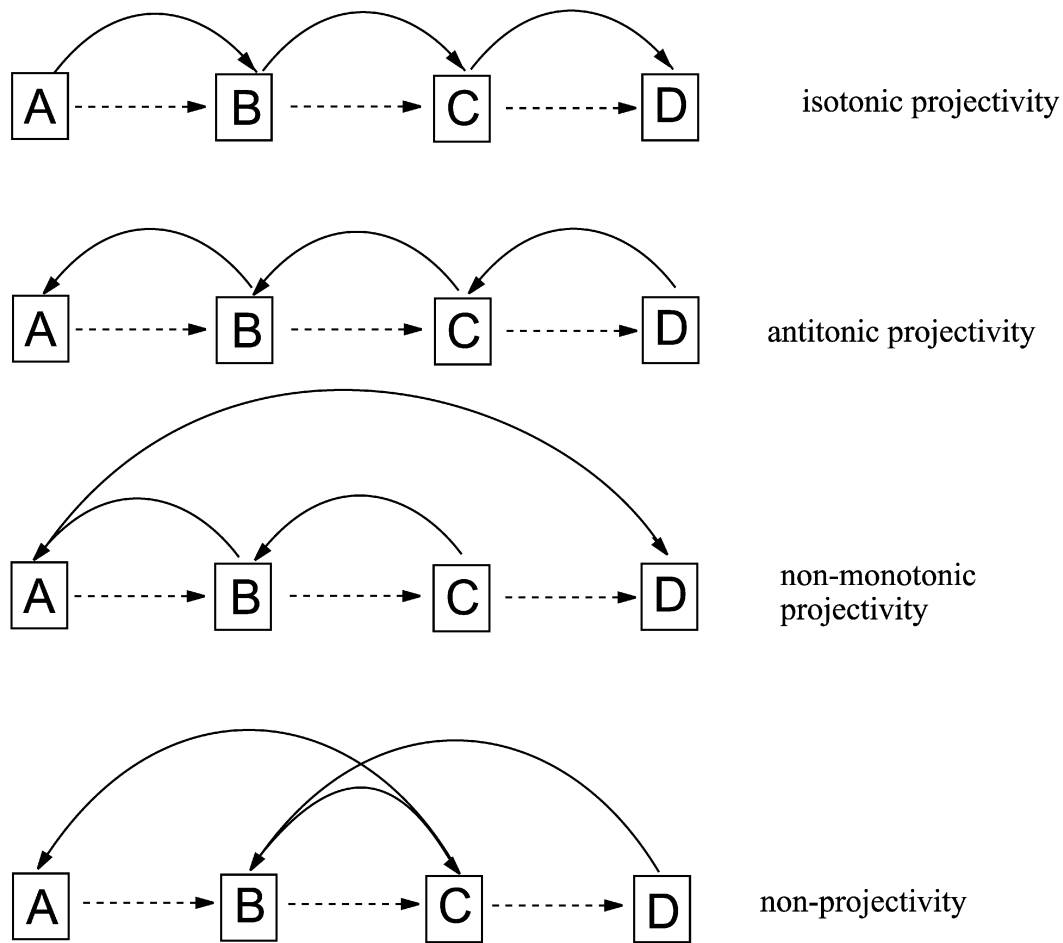 A B C D isotonic projectivity
A B C D antitonic projectivity
A B C D non-monotonic
projectivity
A B C D non-projectivity